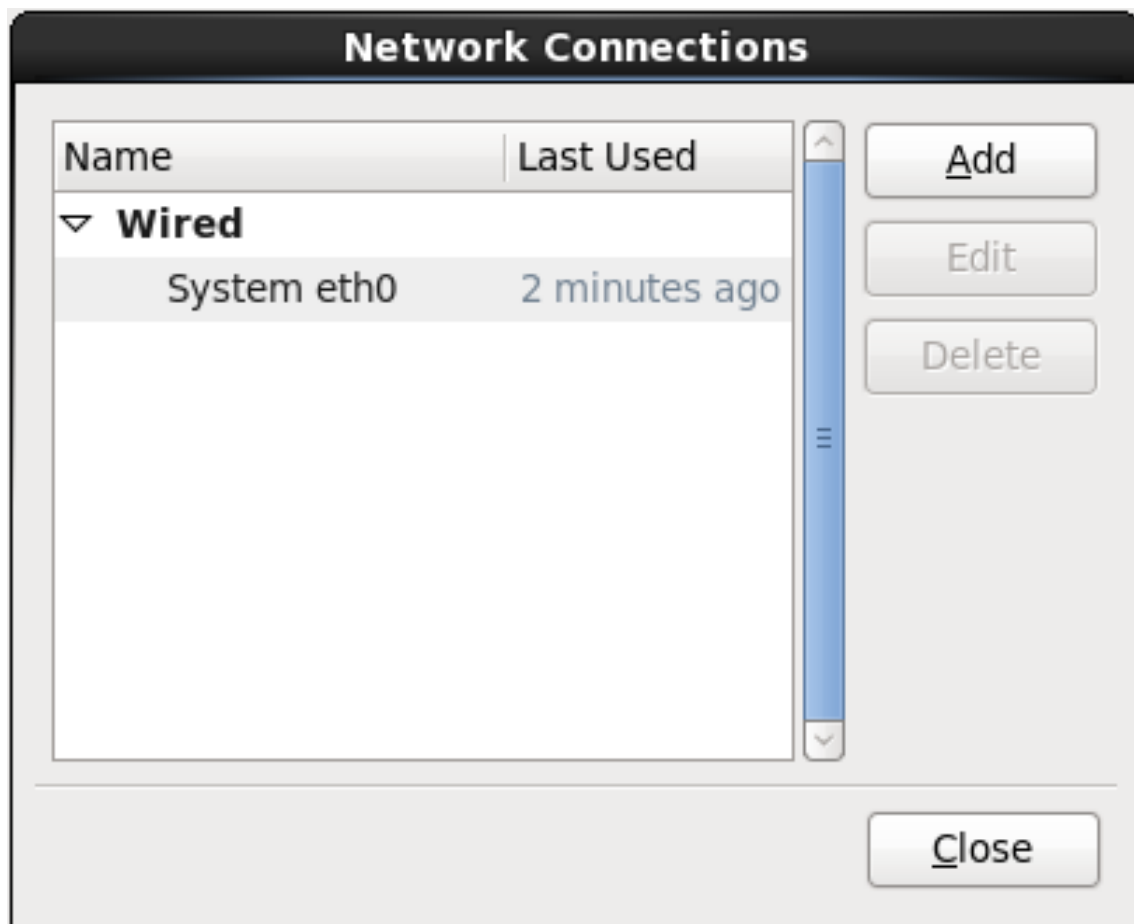 Network Connections
Name Last Used
Add
Wired
Edit
System eth0 2 minutes ago
Delete
Close